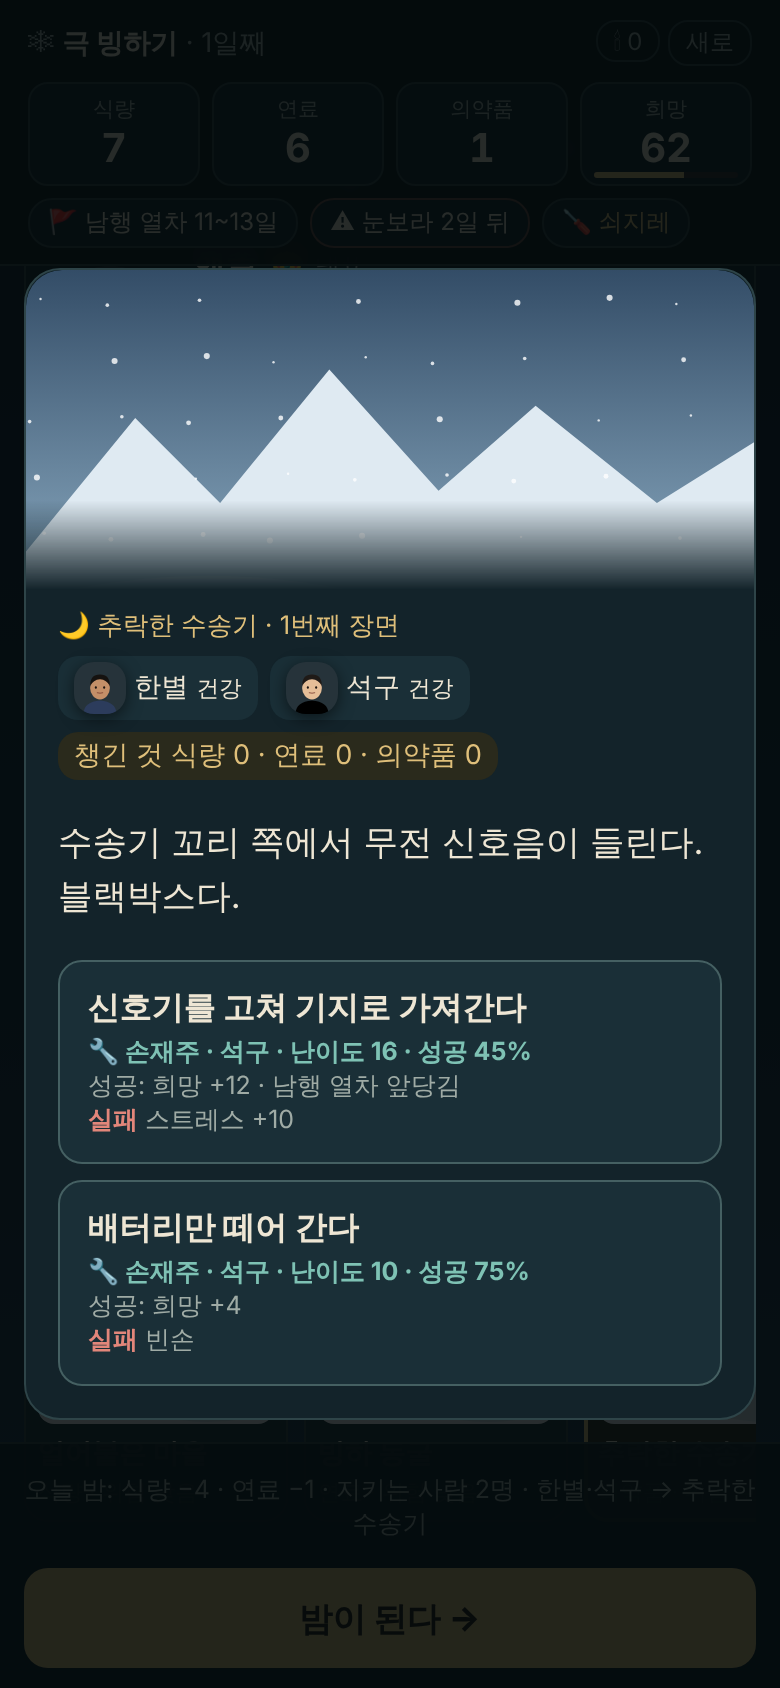 극 빙하기 · 1일째
0
새로
식량
연료
의약품
희망
7
6
1
62
남행 열차 11~13일
눈보라 2일 뒤
쇠지레
추락한 수송기 · 1번째 장면
한별 건강
석구 건강
챙긴 것 식량 0 · 연료 0 · 의약품 0
수송기 꼬리 쪽에서 무전 신호음이 들린다.
블랙박스다.
신호기를 고쳐 기지로 가져간다
손재주 · 석구 · 난이도 16 · 성공 45%
성공: 희망 +12 · 남행 열차 앞당김
실패 스트레스 +10
배터리만 떼어 간다
손재주 · 석구 · 난이도 10 · 성공 75%
성공: 희망 +4
실패 빈손
오늘 밤: 식량 −4 · 연료 −1 · 지키는 사람 2명 · 한별·석구 → 추락한
수송기
밤이 된다 →